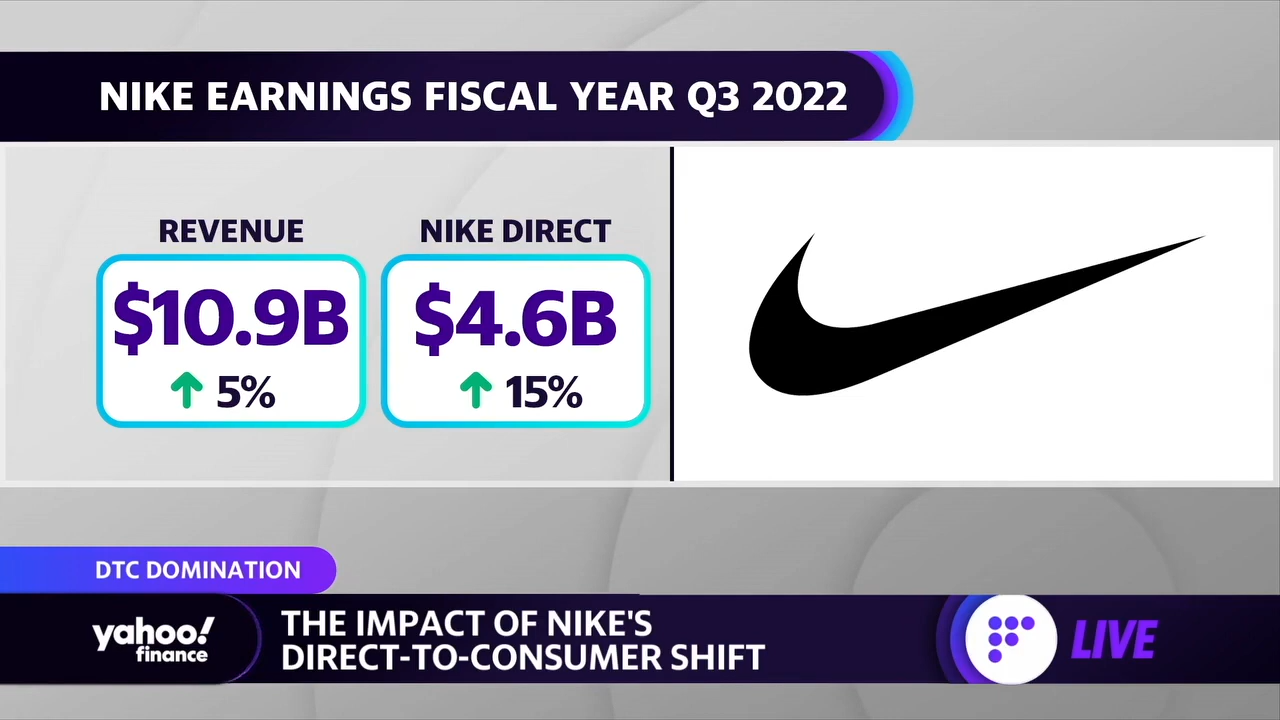 NIKE EARNINGS FISCAL YEAR Q3 2022
REVENUE
$10.9B
5%
NIKE DIRECT
$4.6B
15%
DTC DOMINATION
yahoo!
finance
THE IMPACT OF NIKE'S
DIRECT-TO-CONSUMER SHIFT
LIVE